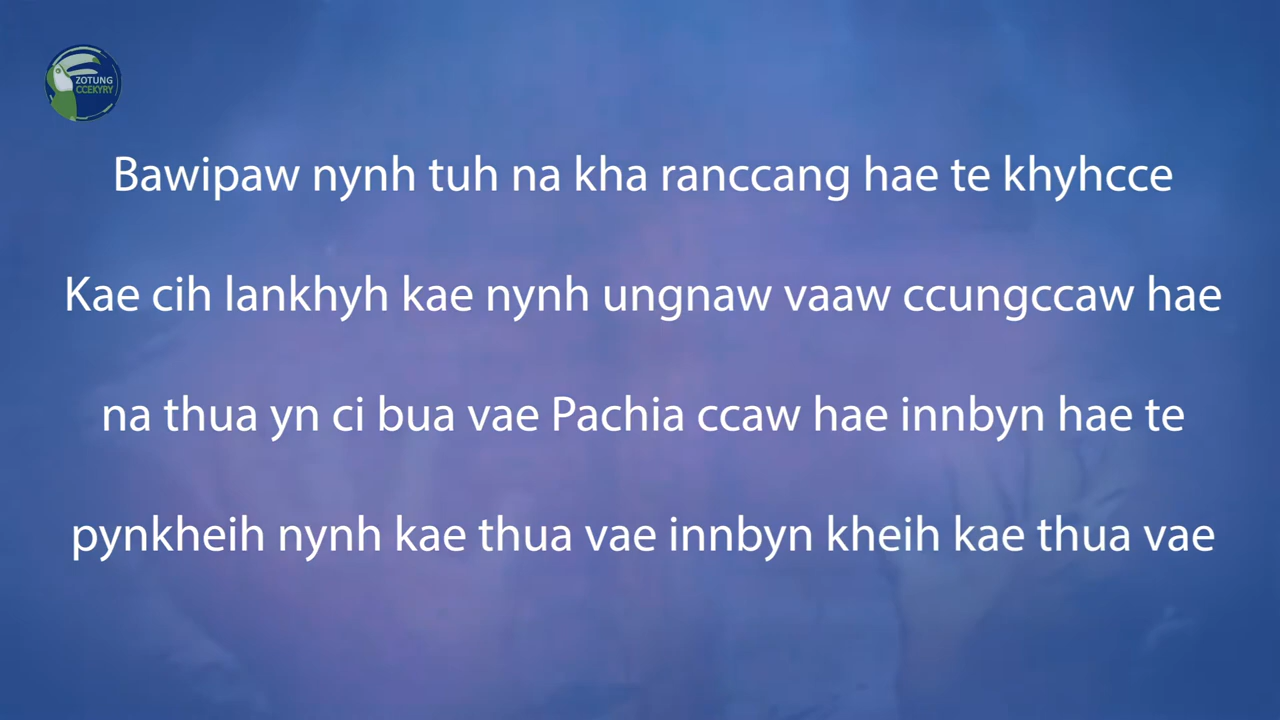 ZOTUNG
CCEKYRY
Bawipaw nynh tuh na kha ranccang hae te khyhcce
Kae cih lankhyh kae nynh ungnaw vaaw ccungccaw hae
na thua yn ci bua vae Pachia ccaw hae innbyn hae te
pynkheih nynh kae thua vae innbyn kheih kae thua vae